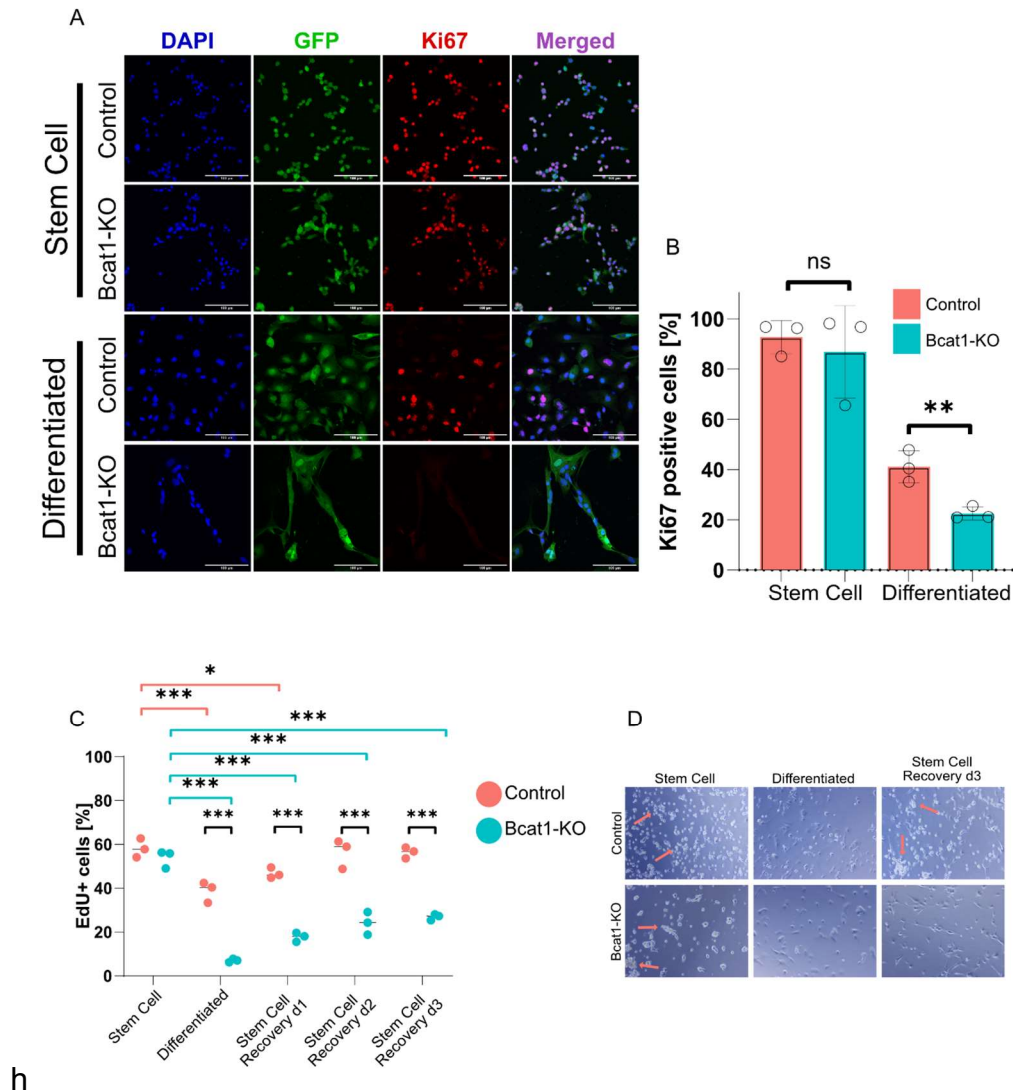 A
DAPI GFP Ki67 Merged
Stem Cell
Control
Bcat1-KO
Differentiated
Control
Bcat1-KO
B
ns
Control
Bcat1-KO
**
Ki67 positive cells [%]
100
80
60
40
20
0
Stem Cell Differentiated
C
*
***
***
***
***
***
*** *** *** ***
Control
Bcat1-KO
EdU+ cells [%]
100
80
60
40
20
0
Stem Cell
Differentiated
Stem Cell
Recovery d1
Stem Cell
Recovery d2
Stem Cell
Recovery d3
D
Stem Cell Differentiated Stem Cell
Recovery d3
Control
Bcat1-KO
h